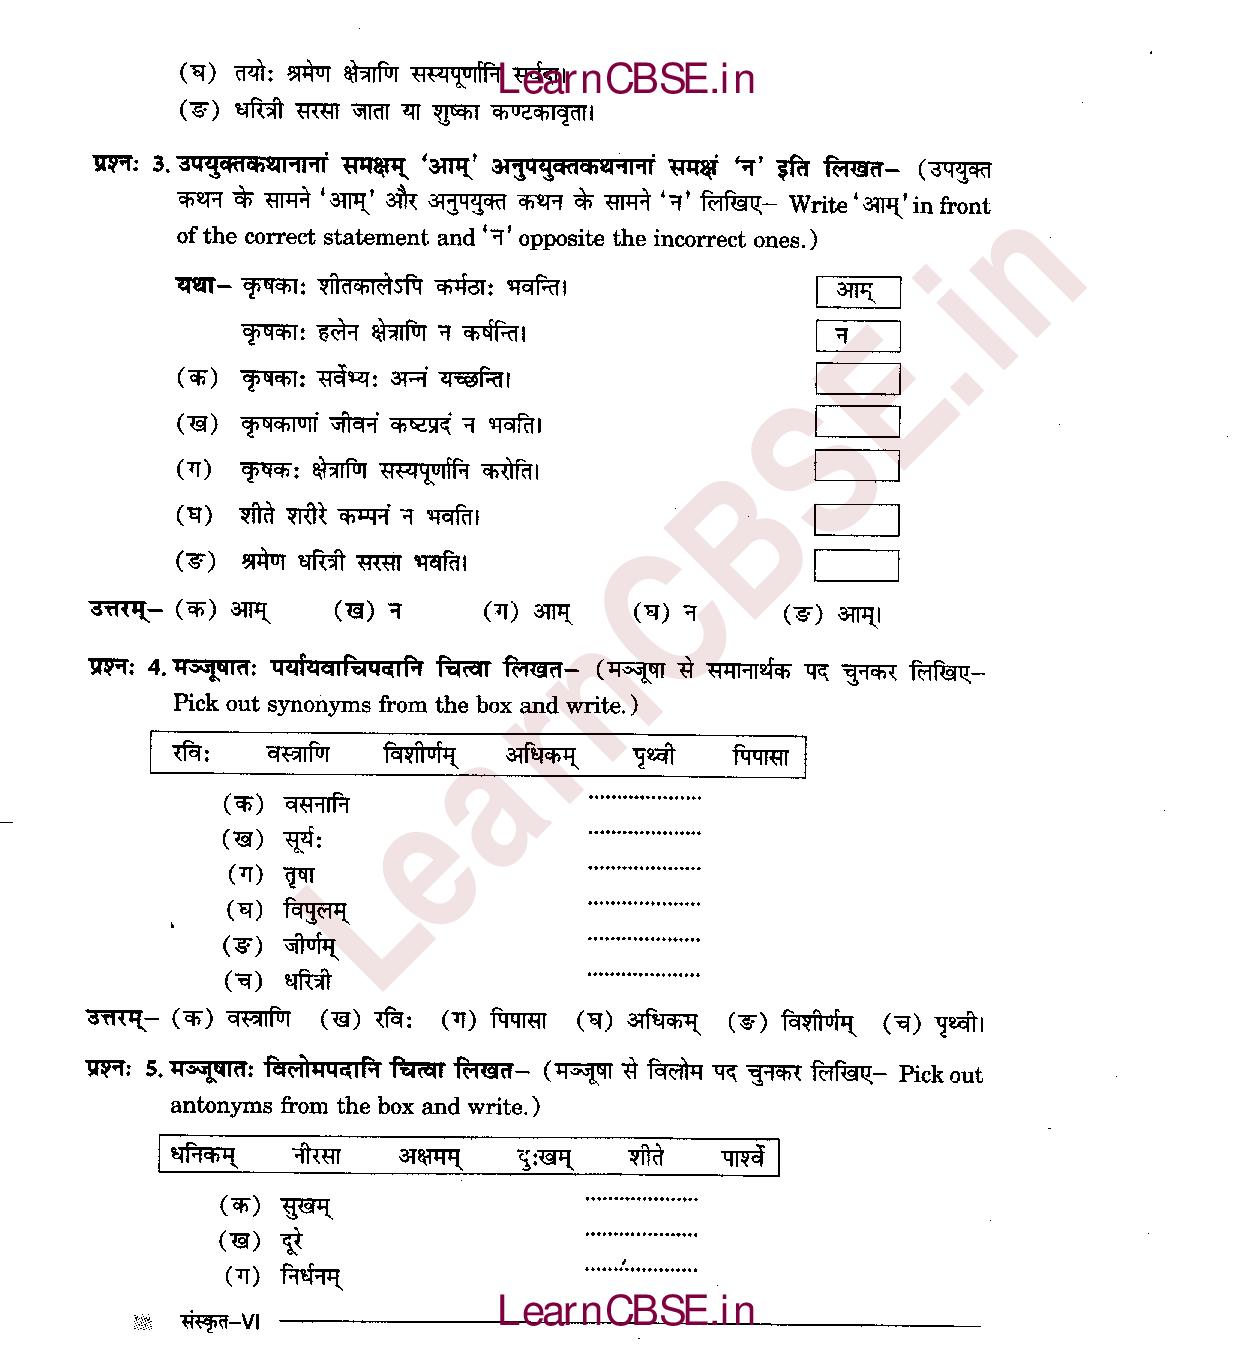 (घ) तयोः श्रमेण क्षेत्राणि सस्यपूर्णानि सर्वदा।
LearnCBSE.in
(ङ) धरित्री सरसा जाता या शुष्का कण्टकावृता।
प्रश्नः 3. उपयुक्तकथानानां समक्षम् ‘आम्’ अनुपयुक्तकथनानां समक्षं ‘न’ इति लिखत– (उपयुक्त
कथन के सामने ‘आम्’ और अनुपयुक्त कथन के सामने ‘न’ लिखिए– Write ‘आम्’ in front
of the correct statement and ‘न’ opposite the incorrect ones.)
यथा– कृषकाः शीतकालेऽपि कर्मठाः भवन्ति। आम्
कृषकाः हलेन क्षेत्राणि न कर्षन्ति। न
(क) कृषकाः सर्वेभ्यः अन्नं यच्छन्ति।
(ख) कृषकाणां जीवनं कष्टप्रदं न भवति।
(ग) कृषकः क्षेत्राणि सस्यपूर्णानि करोति।
(घ) शीते शरीरे कम्पनं न भवति।
(ङ) श्रमेण धरित्री सरसा भवति।
उत्तरम्– (क) आम् (ख) न (ग) आम् (घ) न (ङ) आम्।
प्रश्नः 4. मञ्जूषातः पर्यायवाचिपदानि चित्वा लिखत– (मञ्जूषा से समानार्थक पद चुनकर लिखिए–
Pick out synonyms from the box and write.)
रविः वस्त्राणि विशीर्णम् अधिकम् पृथ्वी पिपासा
(क) वसनानि ....................
(ख) सूर्यः ....................
(ग) तृषा ....................
(घ) विपुलम् ....................
(ङ) जीर्णम् ....................
(च) धरित्री ....................
उत्तरम्– (क) वस्त्राणि (ख) रविः (ग) पिपासा (घ) अधिकम् (ङ) विशीर्णम् (च) पृथ्वी।
प्रश्नः 5. मञ्जूषातः विलोमपदानि चित्वा लिखत– (मञ्जूषा से विलोम पद चुनकर लिखिए– Pick out
antonyms from the box and write.)
धनिकम् नीरसा अक्षमम् दुःखम् शीते पार्श्वे
(क) सुखम् ....................
(ख) दूरे ....................
(ग) निर्धनम् ....................
संस्कृत–VI
LearnCBSE.in
LearnCBSE.in